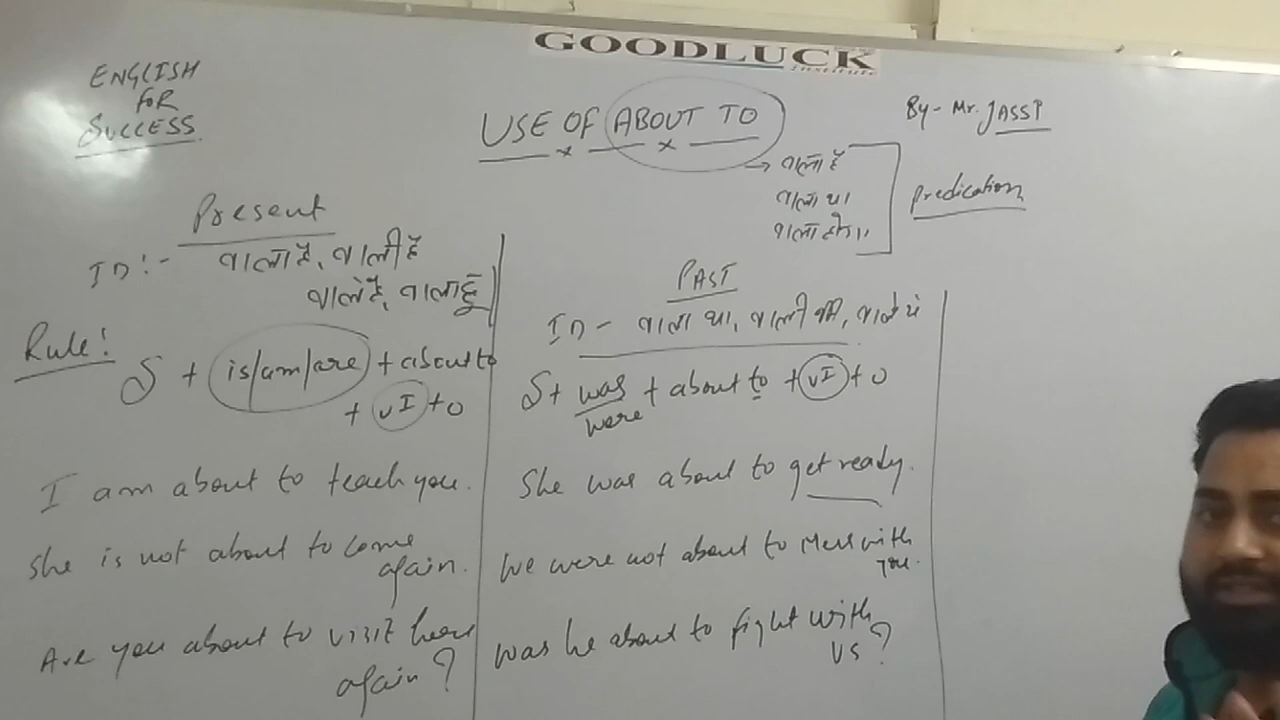 GOODLUCK
Institute
ENGLISH
FOR
SUCCESS
USE OF ABOUT TO
By- Mr. JASSI
→ वाला है
वाला था
वाला होगा
Predication
Present
ID:- वाला है, वाली है
वाले है, वाला हूँ
Rule:
S + is/am/are + about to
+ vI + o
I am about to teach you.
She is not about to come
again.
Are you about to visit here
again?
PAST
ID - वाला था, वाली थी, वाले थे
S + was + about to + vI + o
were
She was about to get ready.
We were not about to Mess with
you.
was he about to fight with
us?